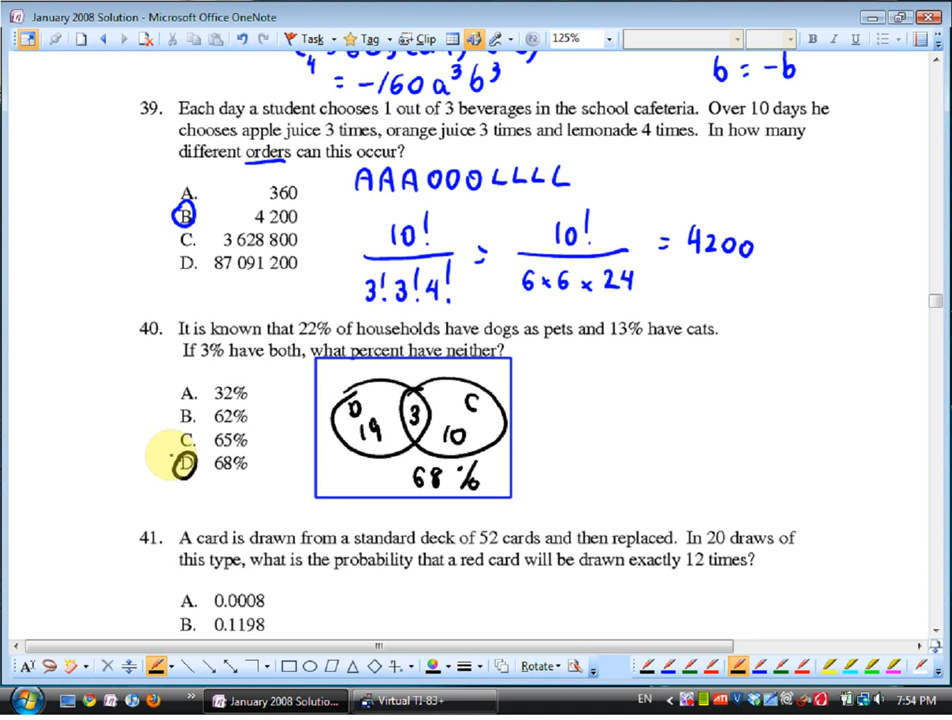 January 2008 Solution - Microsoft Office OneNote
Task Tag Clip 125% B I U
= -160 a³ b³
b = -b
39. Each day a student chooses 1 out of 3 beverages in the school cafeteria. Over 10 days he
chooses apple juice 3 times, orange juice 3 times and lemonade 4 times. In how many
different orders can this occur?
AAAOOOLLLL
A. 360
B. 4 200
C. 3 628 800
D. 87 091 200
10! / 3! 3! 4! = 10! / 6 × 6 × 24 = 4200
40. It is known that 22% of households have dogs as pets and 13% have cats.
If 3% have both, what percent have neither?
A. 32%
B. 62%
C. 65%
D. 68%
D C
19 3 10
68 %
41. A card is drawn from a standard deck of 52 cards and then replaced. In 20 draws of
this type, what is the probability that a red card will be drawn exactly 12 times?
A. 0.0008
B. 0.1198
Rotate
January 2008 Solutio... Virtual TI-83+ EN 7:54 PM